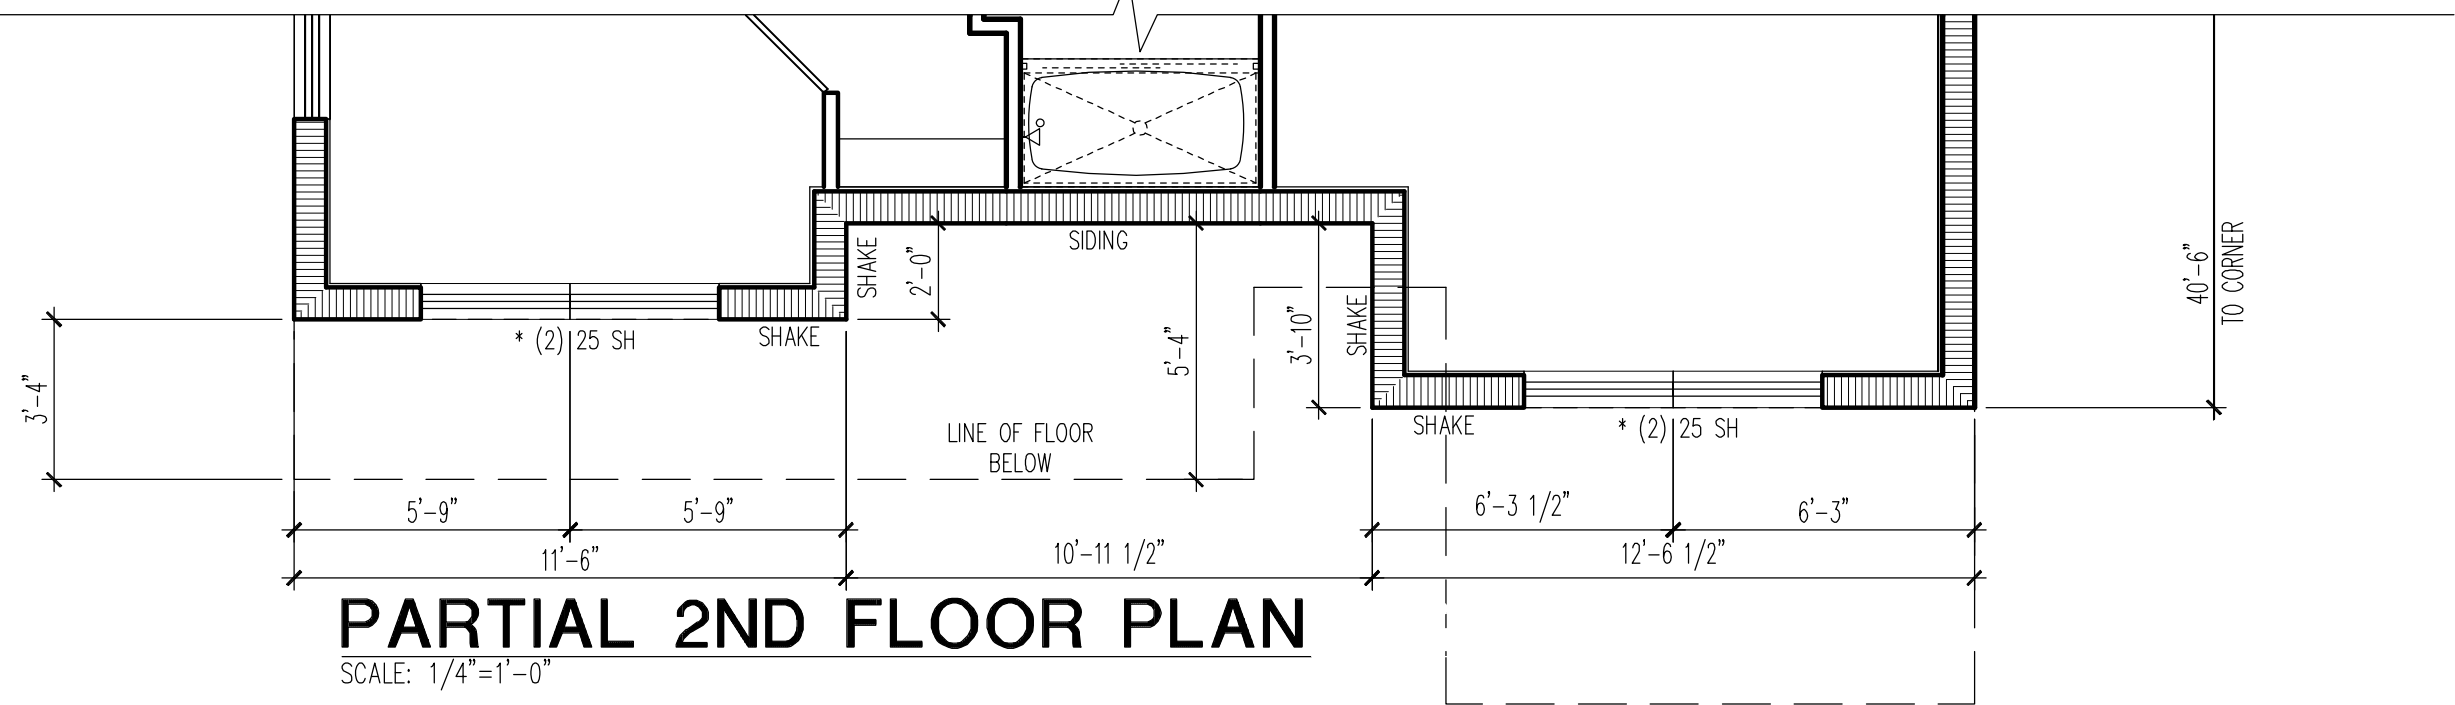 SIDING
SHAKE
2'-0"
40'-6"
TO CORNER
5'-4"
3'-10"
SHAKE
* (2) 25 SH
SHAKE
3'-4"
SHAKE
* (2) 25 SH
LINE OF FLOOR
BELOW
5'-9"
5'-9"
6'-3 1/2"
6'-3"
11'-6"
10'-11 1/2"
12'-6 1/2"
PARTIAL 2ND FLOOR PLAN
SCALE: 1/4"=1'-0"